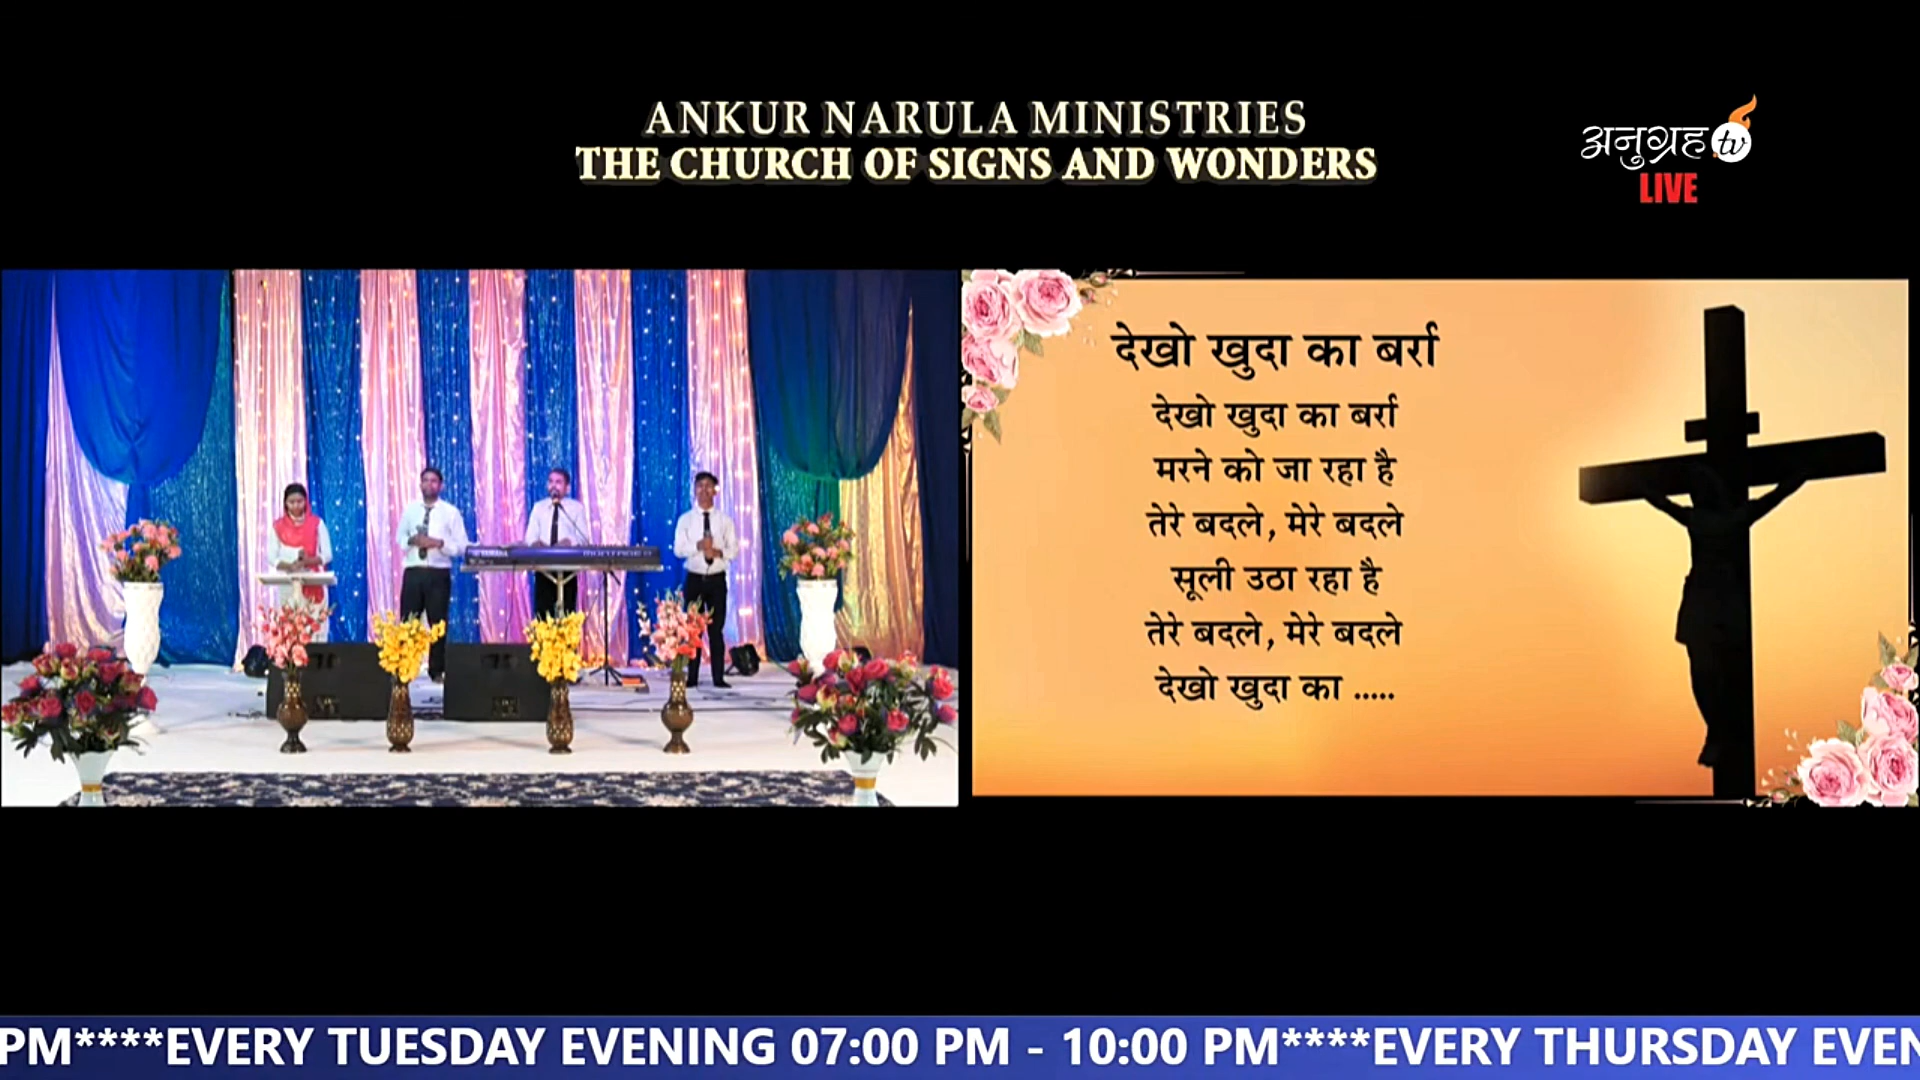 ANKUR NARULA MINISTRIES
THE CHURCH OF SIGNS AND WONDERS
अनुग्रह tv
LIVE
देखो खुदा का बर्रा
देखो खुदा का बर्रा
मरने को जा रहा है
तेरे बदले, मेरे बदले
सूली उठा रहा है
तेरे बदले, मेरे बदले
देखो खुदा का .....
YAMAHA
PM****EVERY TUESDAY EVENING 07:00 PM - 10:00 PM****EVERY THURSDAY EVEN